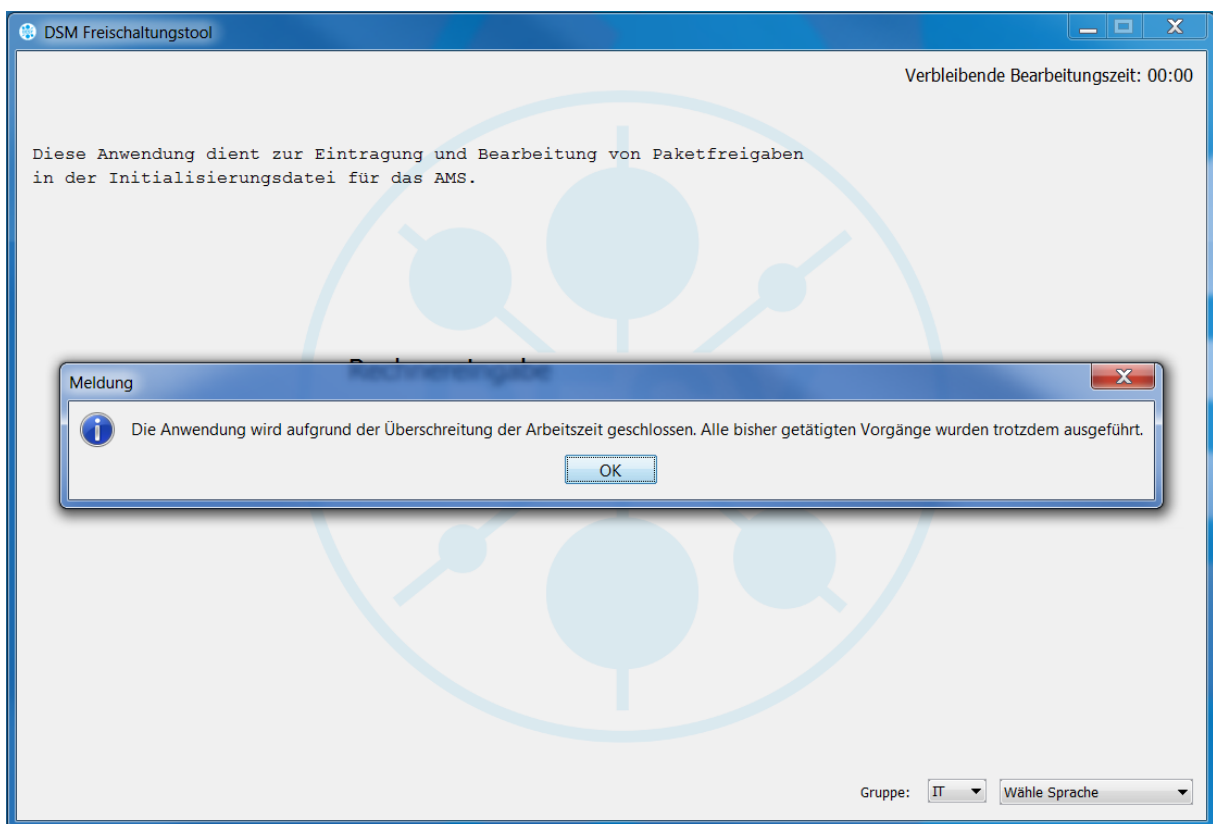 DSM Freischaltungstool
Verbleibende Bearbeitungszeit: 00:00
Diese Anwendung dient zur Eintragung und Bearbeitung von Paketfreigaben
in der Initialisierungsdatei für das AMS.
Rechnereingabe
Meldung
Die Anwendung wird aufgrund der Überschreitung der Arbeitszeit geschlossen. Alle bisher getätigten Vorgänge wurden trotzdem ausgeführt.
OK
Gruppe: IT Wähle Sprache